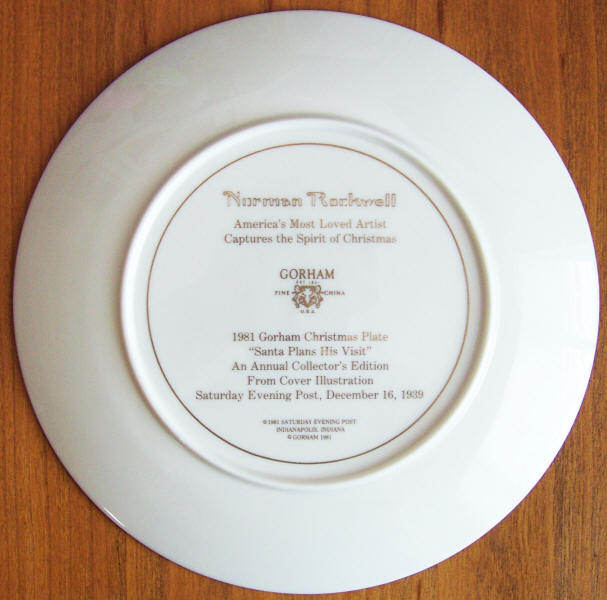 Norman Rockwell
America's Most Loved Artist
Captures the Spirit of Christmas
GORHAM
FINE CHINA
U.S.A.
1981 Gorham Christmas Plate
“Santa Plans His Visit”
An Annual Collector's Edition
From Cover Illustration
Saturday Evening Post, December 16, 1939
© 1981 SATURDAY EVENING POST
INDIANAPOLIS, INDIANA
© GORHAM 1981